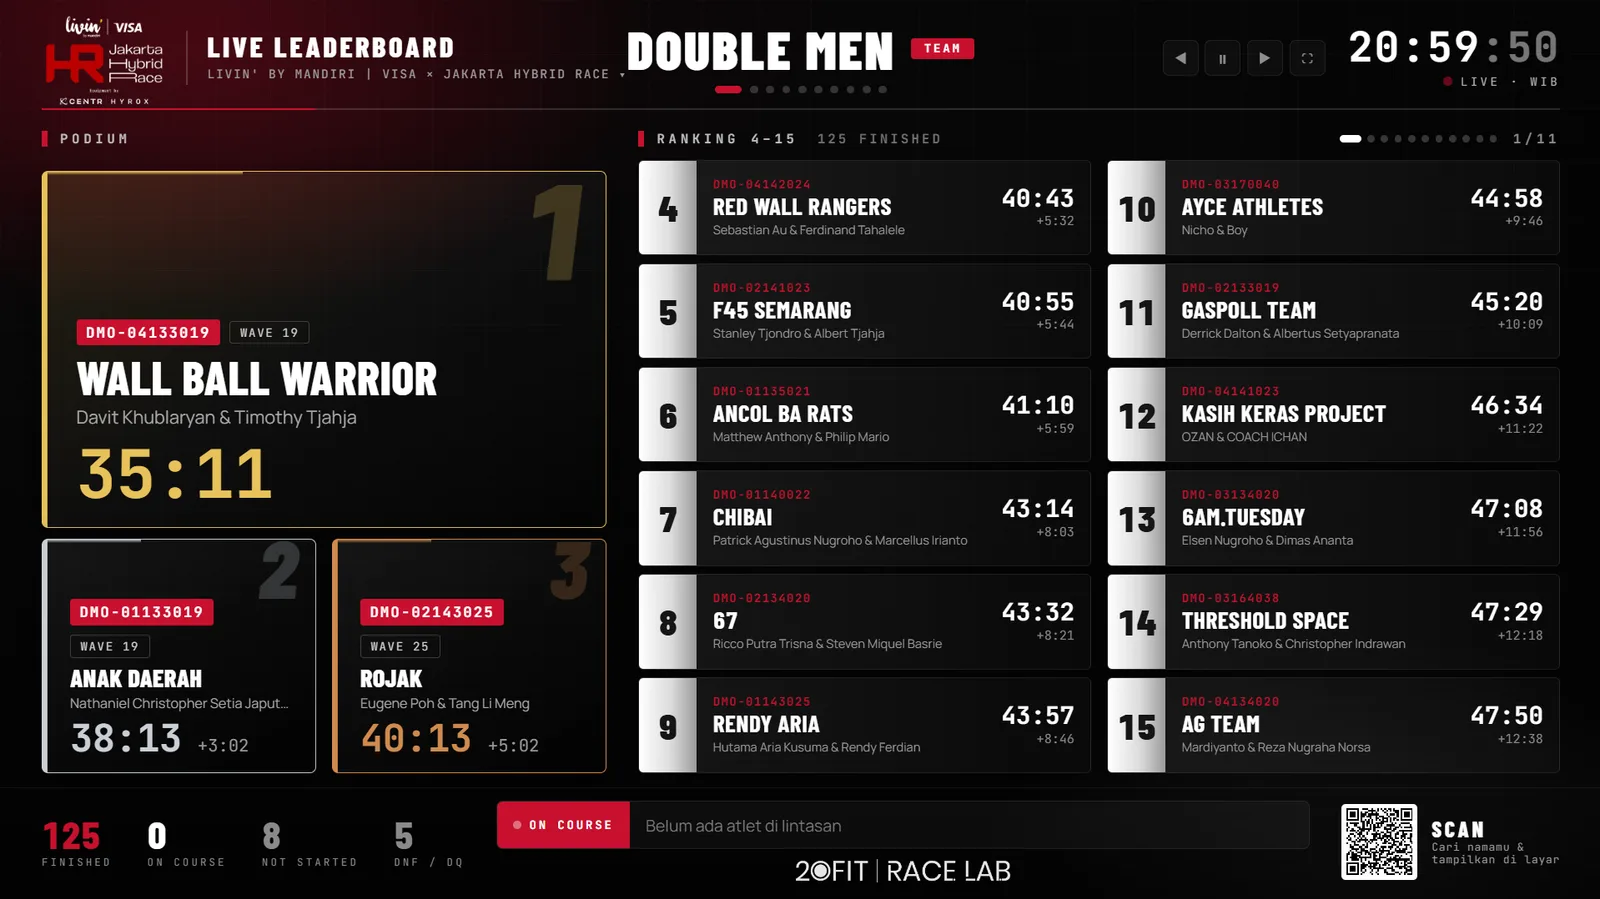 livin' | VISA
by mandiri
HR Jakarta Hybrid Race
CENTR HYROX
LIVE LEADERBOARD
LIVIN' BY MANDIRI | VISA × JAKARTA HYBRID RACE
DOUBLE MEN
TEAM
20:59:50
LIVE · WIB
PODIUM
1
DMO-04133019
WAVE 19
WALL BALL WARRIOR
Davit Khublaryan & Timothy Tjahja
35:11
2
DMO-01133019
WAVE 19
ANAK DAERAH
Nathaniel Christopher Setia Japut...
38:13 +3:02
3
DMO-02143025
WAVE 25
ROJAK
Eugene Poh & Tang Li Meng
40:13 +5:02
RANKING 4–15 125 FINISHED
1/11
4
DMO-04142024
RED WALL RANGERS
Sebastian Au & Ferdinand Tahalele
40:43
+5:32
5
DMO-02141023
F45 SEMARANG
Stanley Tjondro & Albert Tjahja
40:55
+5:44
6
DMO-01135021
ANCOL BA RATS
Matthew Anthony & Philip Mario
41:10
+5:59
7
DMO-01140022
CHIBAI
Patrick Agustinus Nugroho & Marcellus Irianto
43:14
+8:03
8
DMO-02134020
67
Ricco Putra Trisna & Steven Miquel Basrie
43:32
+8:21
9
DMO-01143025
RENDY ARIA
Hutama Aria Kusuma & Rendy Ferdian
43:57
+8:46
10
DMO-03170040
AYCE ATHLETES
Nicho & Boy
44:58
+9:46
11
DMO-02133019
GASPOLL TEAM
Derrick Dalton & Albertus Setyapranata
45:20
+10:09
12
DMO-04141023
KASIH KERAS PROJECT
OZAN & COACH ICHAN
46:34
+11:22
13
DMO-03134020
6AM.TUESDAY
Elsen Nugroho & Dimas Ananta
47:08
+11:56
14
DMO-03164038
THRESHOLD SPACE
Anthony Tanoko & Christopher Indrawan
47:29
+12:18
15
DMO-04134020
AG TEAM
Mardiyanto & Reza Nugraha Norsa
47:50
+12:38
125
FINISHED
0
ON COURSE
8
NOT STARTED
5
DNF / DQ
ON COURSE
Belum ada atlet di lintasan
20FIT | RACE LAB
SCAN
Cari namamu &
tampilkan di layar